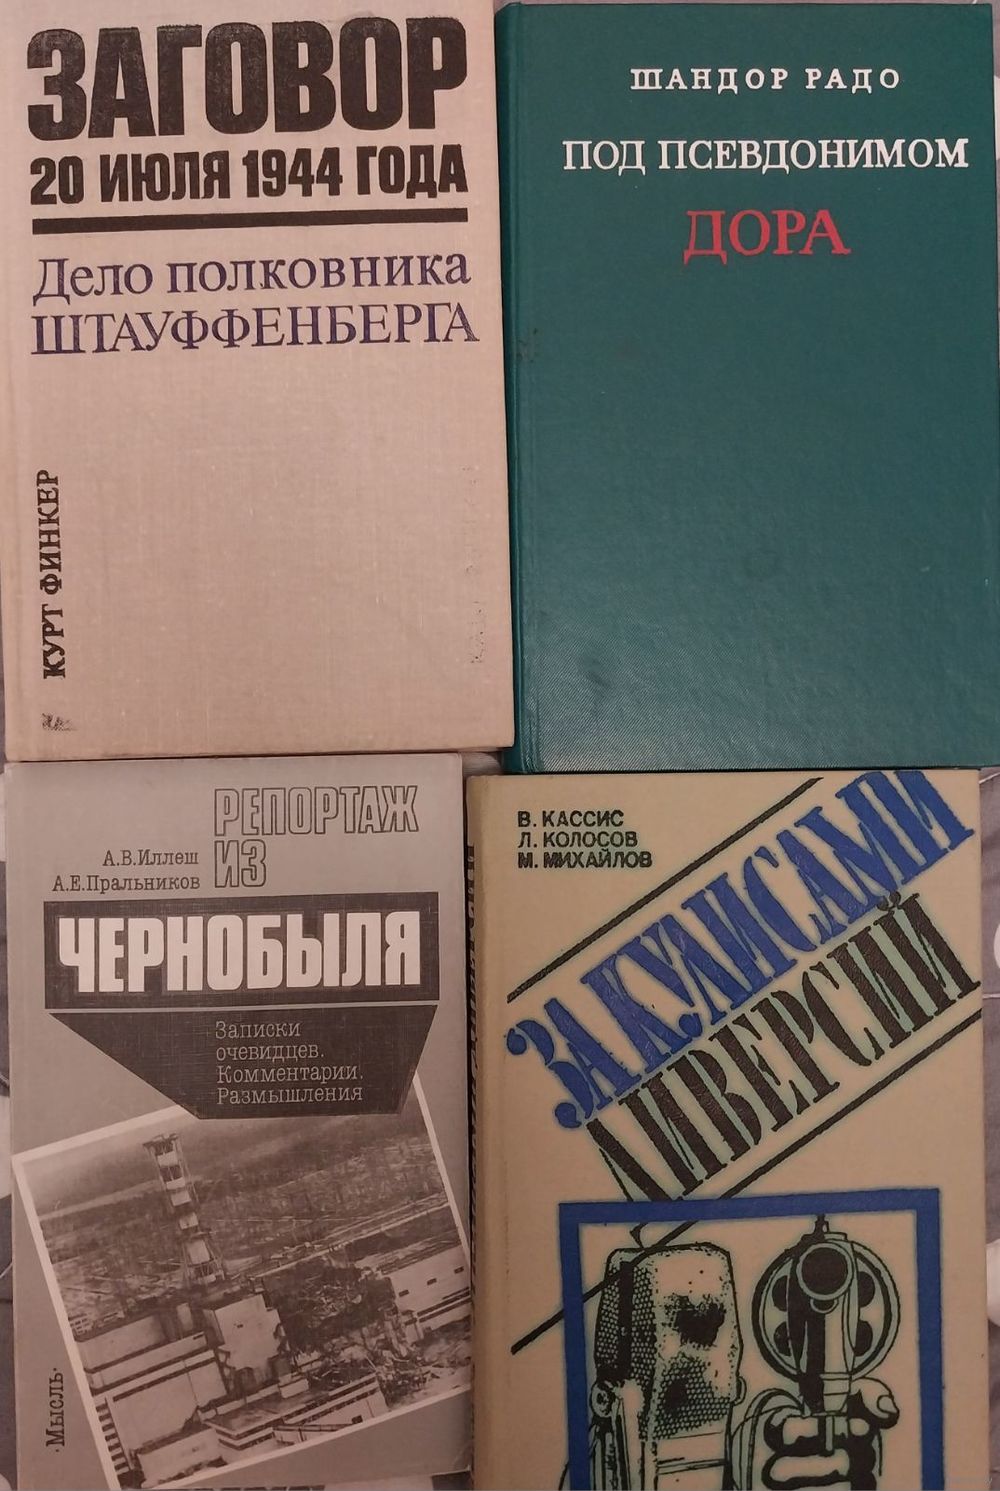 ЗАГОВОР
20 ИЮЛЯ 1944 ГОДА
Дело полковника
ШТАУФФЕНБЕРГА
КУРТ ФИНКЕР
ШАНДОР РАДО
ПОД ПСЕВДОНИМОМ
ДОРА
РЕПОРТАЖ
ИЗ
А.В.Иллеш
А.Е.Пральников
ЧЕРНОБЫЛЯ
Записки
очевидцев.
Комментарии.
Размышления
·Мысль·
В. КАССИС
Л. КОЛОСОВ
М. МИХАЙЛОВ
ЗА КУЛИСАМИ
ДИВЕРСИЙ